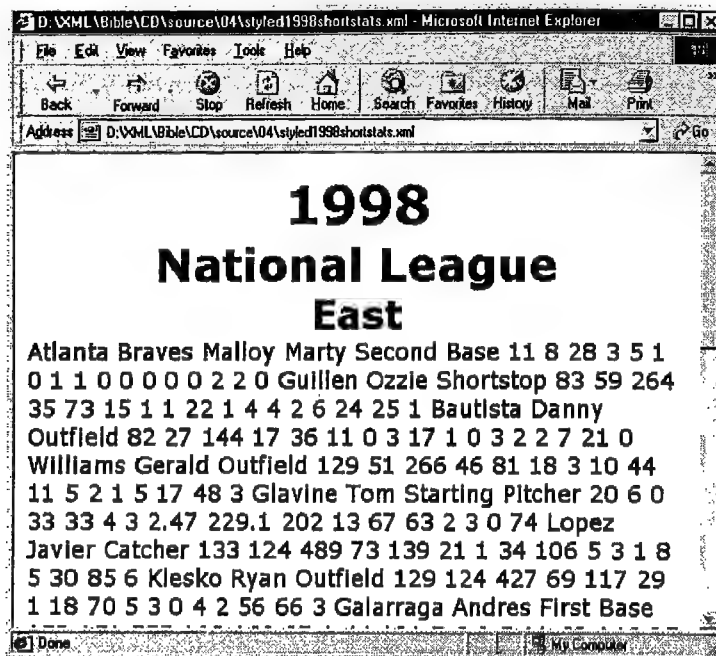 D:\XML\Bible\CD\source\04\styled1998shortstats.xml - Microsoft Internet Explorer
File Edit View Favorites Tools Help
Back Forward Stop Refresh Home Search Favorites History Mail Print
Address D:\XML\Bible\CD\source\04\styled1998shortstats.xml Go
1998
National League
East
Atlanta Braves Malloy Marty Second Base 11 8 28 3 5 1
0 1 1 0 0 0 0 0 2 2 0 Guillen Ozzie Shortstop 83 59 264
35 73 15 1 1 22 1 4 4 2 6 24 25 1 Bautista Danny
Outfield 82 27 144 17 36 11 0 3 17 1 0 3 2 2 7 21 0
Williams Gerald Outfield 129 51 266 46 81 18 3 10 44
11 5 2 1 5 17 48 3 Glavine Tom Starting Pitcher 20 6 0
33 33 4 3 2.47 229.1 202 13 67 63 2 3 0 74 Lopez
Javier Catcher 133 124 489 73 139 21 1 34 106 5 3 1 8
5 30 85 6 Klesko Ryan Outfield 129 124 427 69 117 29
1 18 70 5 3 0 4 2 56 66 3 Galarraga Andres First Base
Done My Computer